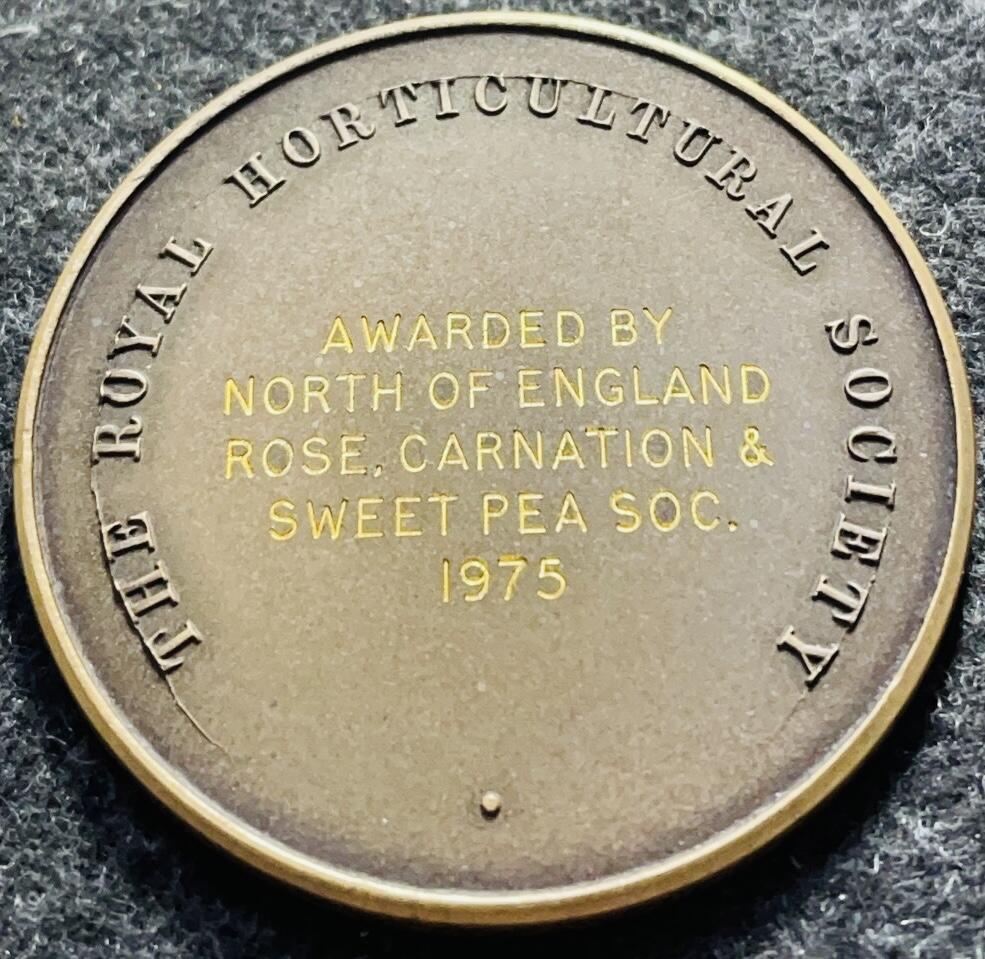 THE ROYAL HORTICULTURAL SOCIETY
AWARDED BY
NORTH OF ENGLAND
ROSE, CARNATION &
SWEET PEA SOC.
1975